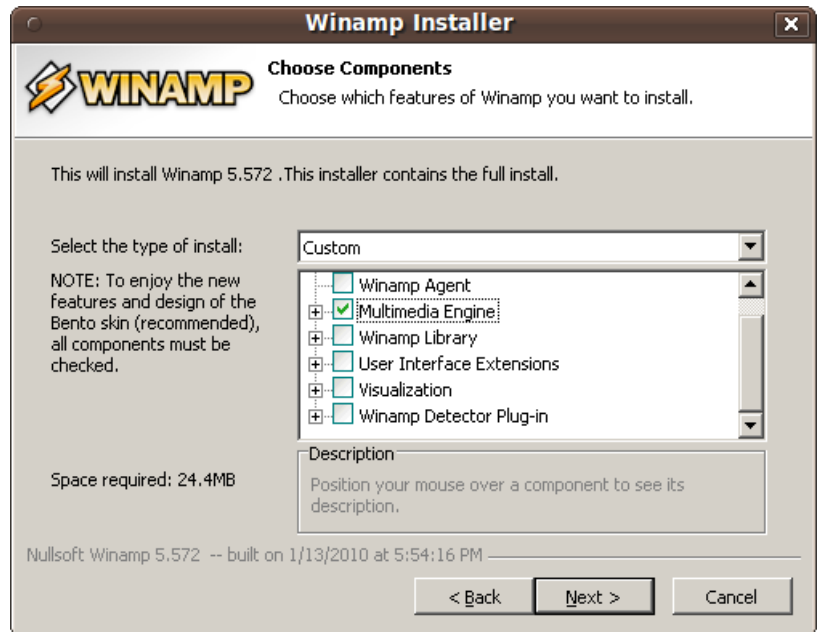 Winamp Installer
WINAMP
Choose Components
Choose which features of Winamp you want to install.
This will install Winamp 5.572 .This installer contains the full install.
Select the type of install:
Custom
NOTE: To enjoy the new
features and design of the
Bento skin (recommended),
all components must be
checked.
Winamp Agent
Multimedia Engine
Winamp Library
User Interface Extensions
Visualization
Winamp Detector Plug-in
Space required: 24.4MB
Description
Position your mouse over a component to see its
description.
Nullsoft Winamp 5.572 -- built on 1/13/2010 at 5:54:16 PM
< Back
Next >
Cancel